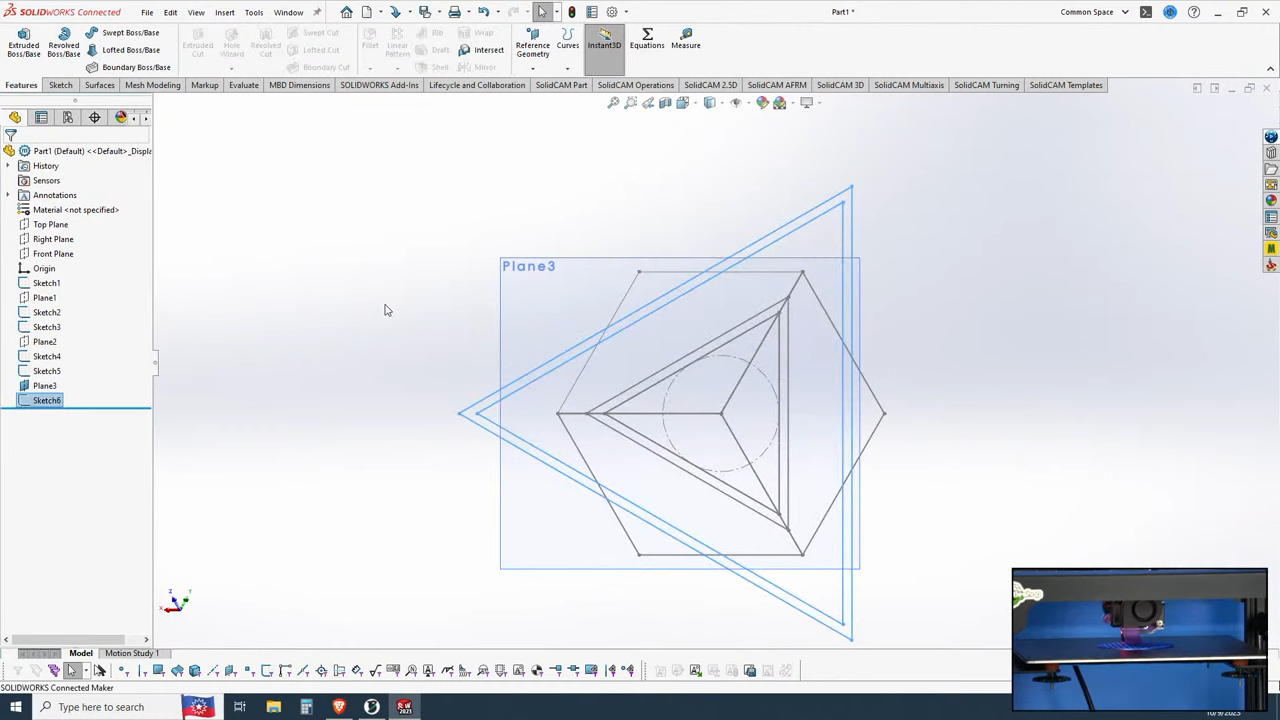 SOLIDWORKS Connected
File Edit View Insert Tools Window
Part1 *
Common Space
Extruded Boss/Base
Revolved Boss/Base
Swept Boss/Base
Lofted Boss/Base
Boundary Boss/Base
Extruded Cut
Hole Wizard
Revolved Cut
Swept Cut
Lofted Cut
Boundary Cut
Fillet
Linear Pattern
Rib
Draft
Shell
Wrap
Intersect
Mirror
Reference Geometry
Curves
Instant3D
Equations
Measure
Features Sketch Surfaces Mesh Modeling Markup Evaluate MBD Dimensions SOLIDWORKS Add-Ins Lifecycle and Collaboration SolidCAM Part SolidCAM Operations SolidCAM 2.5D SolidCAM AFRM SolidCAM 3D SolidCAM Multiaxis SolidCAM Turning SolidCAM Templates
Part1 (Default) <<Default>_Displa
History
Sensors
Annotations
Material <not specified>
Top Plane
Right Plane
Front Plane
Origin
Sketch1
Plane1
Sketch2
Sketch3
Plane2
Sketch4
Sketch5
Plane3
Sketch6
Plane3
Model Motion Study 1
SOLIDWORKS Connected Maker
Type here to search
10/9/2023